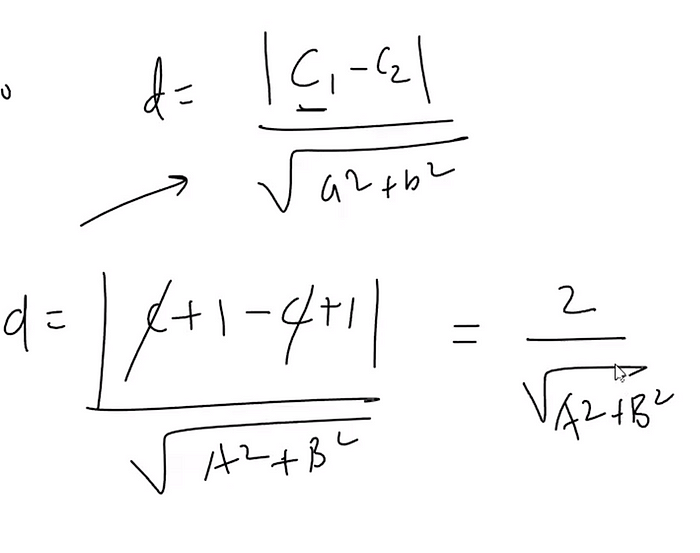 d = |C₁ - C₂| / √(a² + b²)
d = |C + 1 - C + 1| / √(A² + B²) = 2 / √(A² + B²)